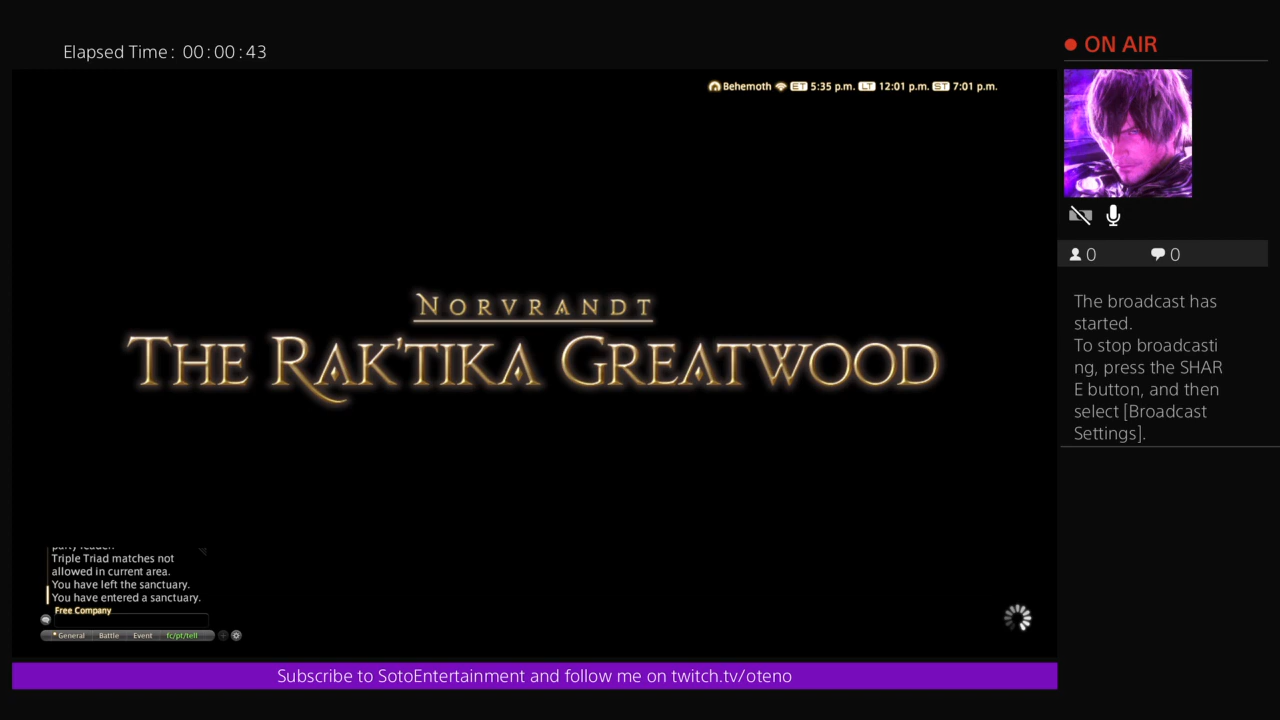 Elapsed Time: 00:00:43
ON AIR
Behemoth ET 5:35 p.m. LT 12:01 p.m. ST 7:01 p.m.
0 0
NORVRANDT
THE RAK'TIKA GREATWOOD
The broadcast has
started.
To stop broadcasti
ng, press the SHAR
E button, and then
select [Broadcast
Settings].
party leader.
Triple Triad matches not
allowed in current area.
You have left the sanctuary.
You have entered a sanctuary.
Free Company
General Battle Event fc/pt/tell
Subscribe to SotoEntertainment and follow me on twitch.tv/oteno